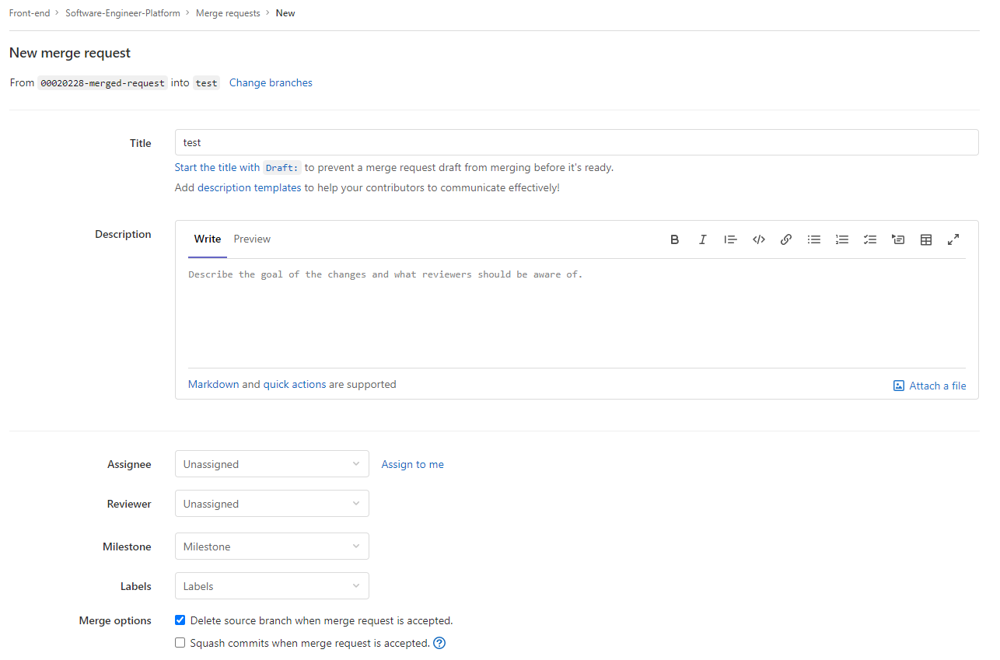 Front-end > Software-Engineer-Platform > Merge requests > New
New merge request
From 00020228-merged-request into test Change branches
Title
test
Start the title with Draft: to prevent a merge request draft from merging before it's ready.
Add description templates to help your contributors to communicate effectively!
Description
Write Preview
Describe the goal of the changes and what reviewers should be aware of.
Markdown and quick actions are supported
Attach a file
Assignee Unassigned Assign to me
Reviewer Unassigned
Milestone Milestone
Labels Labels
Merge options Delete source branch when merge request is accepted.
Squash commits when merge request is accepted.